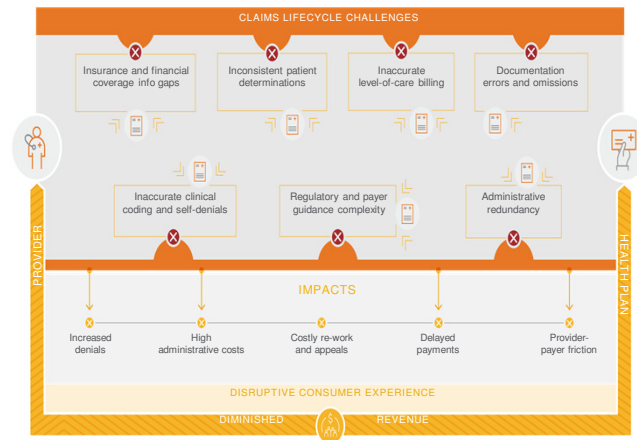 CLAIMS LIFECYCLE CHALLENGES
Insurance and financial
coverage info gaps
Inconsistent patient
determinations
Inaccurate
level-of-care billing
Documentation
errors and omissions
Inaccurate clinical
coding and self-denials
Regulatory and payer
guidance complexity
Administrative
redundancy
PROVIDER
HEALTH PLAN
IMPACTS
Increased
denials
High
administrative costs
Costly re-work
and appeals
Delayed
payments
Provider-
payer friction
DISRUPTIVE CONSUMER EXPERIENCE
DIMINISHED REVENUE